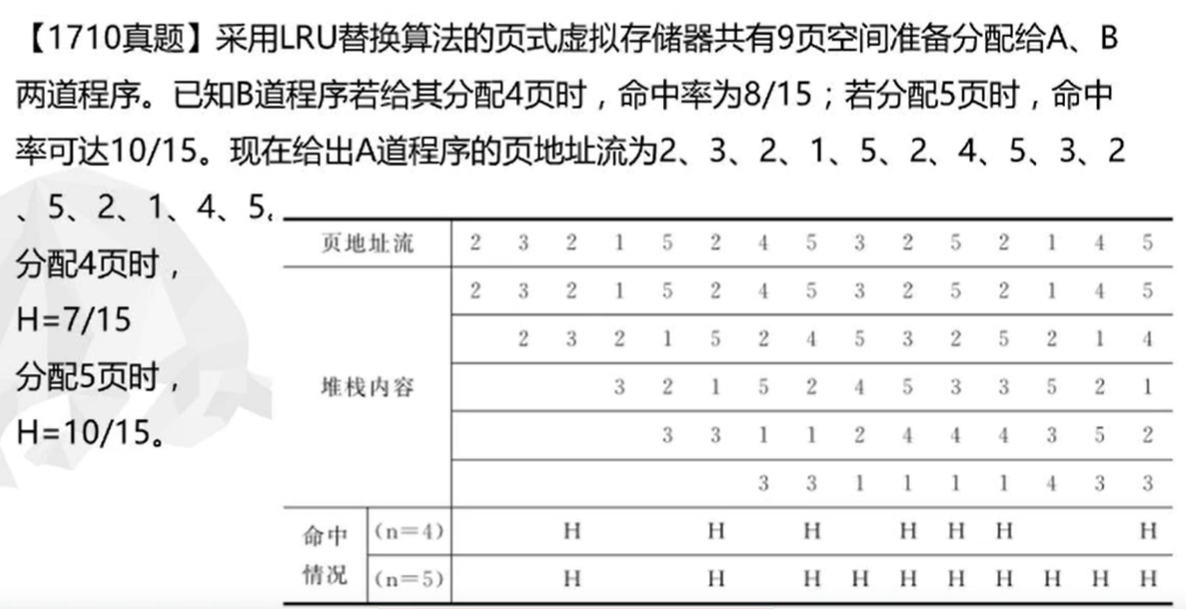 【1710真题】采用LRU替换算法的页式虚拟存储器共有9页空间准备分配给A、B
两道程序。已知B道程序若给其分配4页时，命中率为8/15；若分配5页时，命中
率可达10/15。现在给出A道程序的页地址流为2、3、2、1、5、2、4、5、3、2
、5、2、1、4、5。
分配4页时，
H=7/15
分配5页时，
H=10/15。
页地址流 2 3 2 1 5 2 4 5 3 2 5 2 1 4 5
2 3 2 1 5 2 4 5 3 2 5 2 1 4 5
2 3 2 1 5 2 4 5 3 2 5 2 1 4
堆栈内容 3 2 1 5 2 4 5 3 3 5 2 1
3 3 1 1 2 4 4 4 3 5 2
3 3 1 1 1 1 4 3 3
命中情况 (n=4) H H H H H H H
(n=5) H H H H H H H H H H